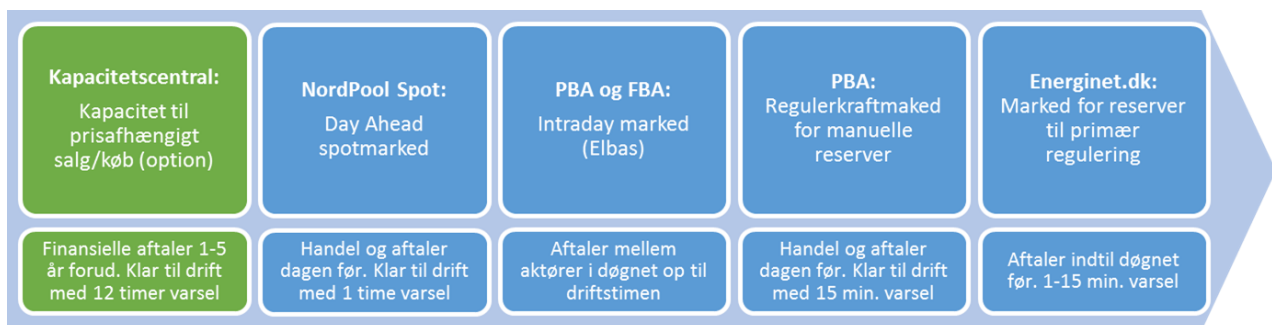 Kapacitetscentral:
Kapacitet til
prisafhængigt
salg/køb (option)
NordPool Spot:
Day Ahead
spotmarked
PBA og FBA:
Intraday marked
(Elbas)
PBA:
Regulerkraftmaked
for manuelle
reserver
Energinet.dk:
Marked for reserver
til primær
regulering
Finansielle aftaler 1-5
år forud. Klar til drift
med 12 timer varsel
Handel og aftaler
dagen før. Klar til drift
med 1 time varsel
Aftaler mellem
aktører i døgnet op til
driftstimen
Handel og aftaler
dagen før. Klar til drift
med 15 min. varsel
Aftaler indtil døgnet
før. 1-15 min. varsel